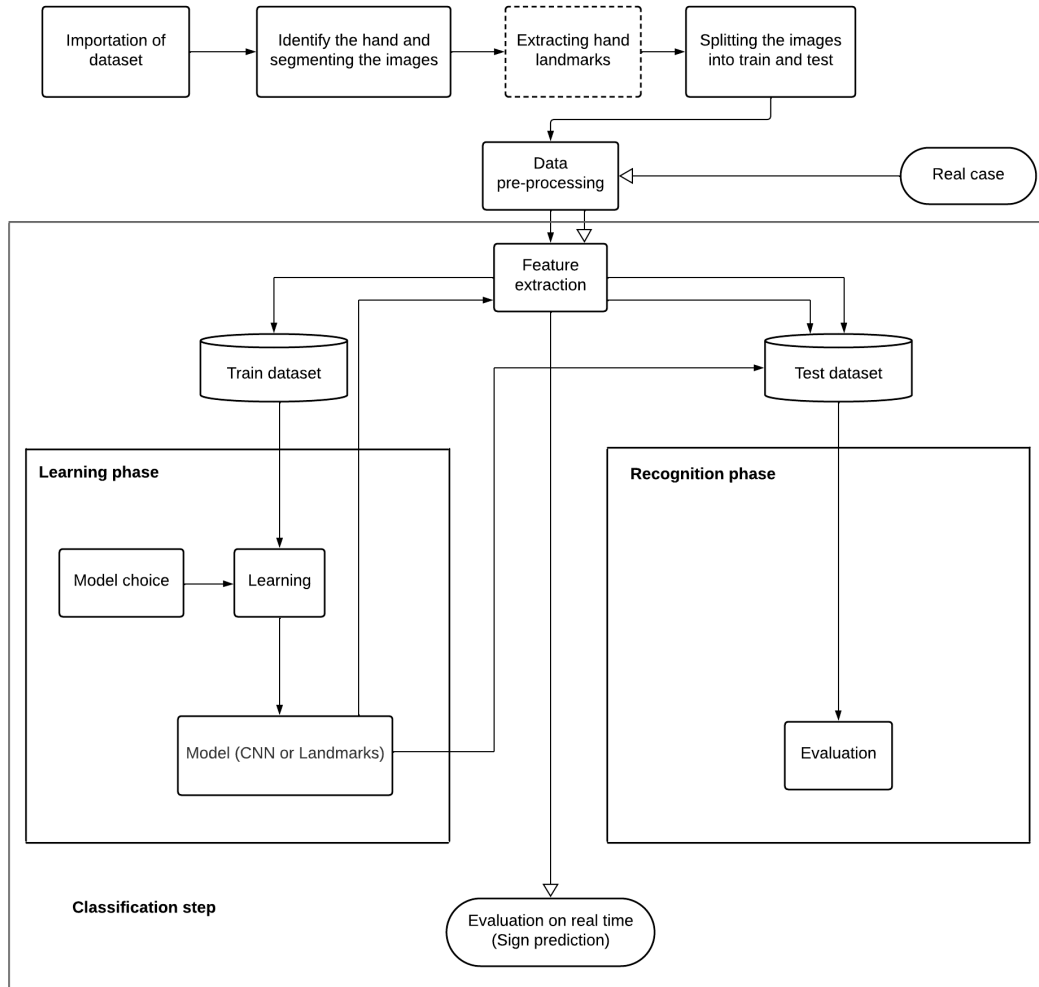 Importation of
dataset
Identify the hand and
segmenting the images
Extracting hand
landmarks
Splitting the images
into train and test
Data
pre-processing
Real case
Feature
extraction
Train dataset
Test dataset
Learning phase
Recognition phase
Model choice
Learning
Model (CNN or Landmarks)
Evaluation
Classification step
Evaluation on real time
(Sign prediction)